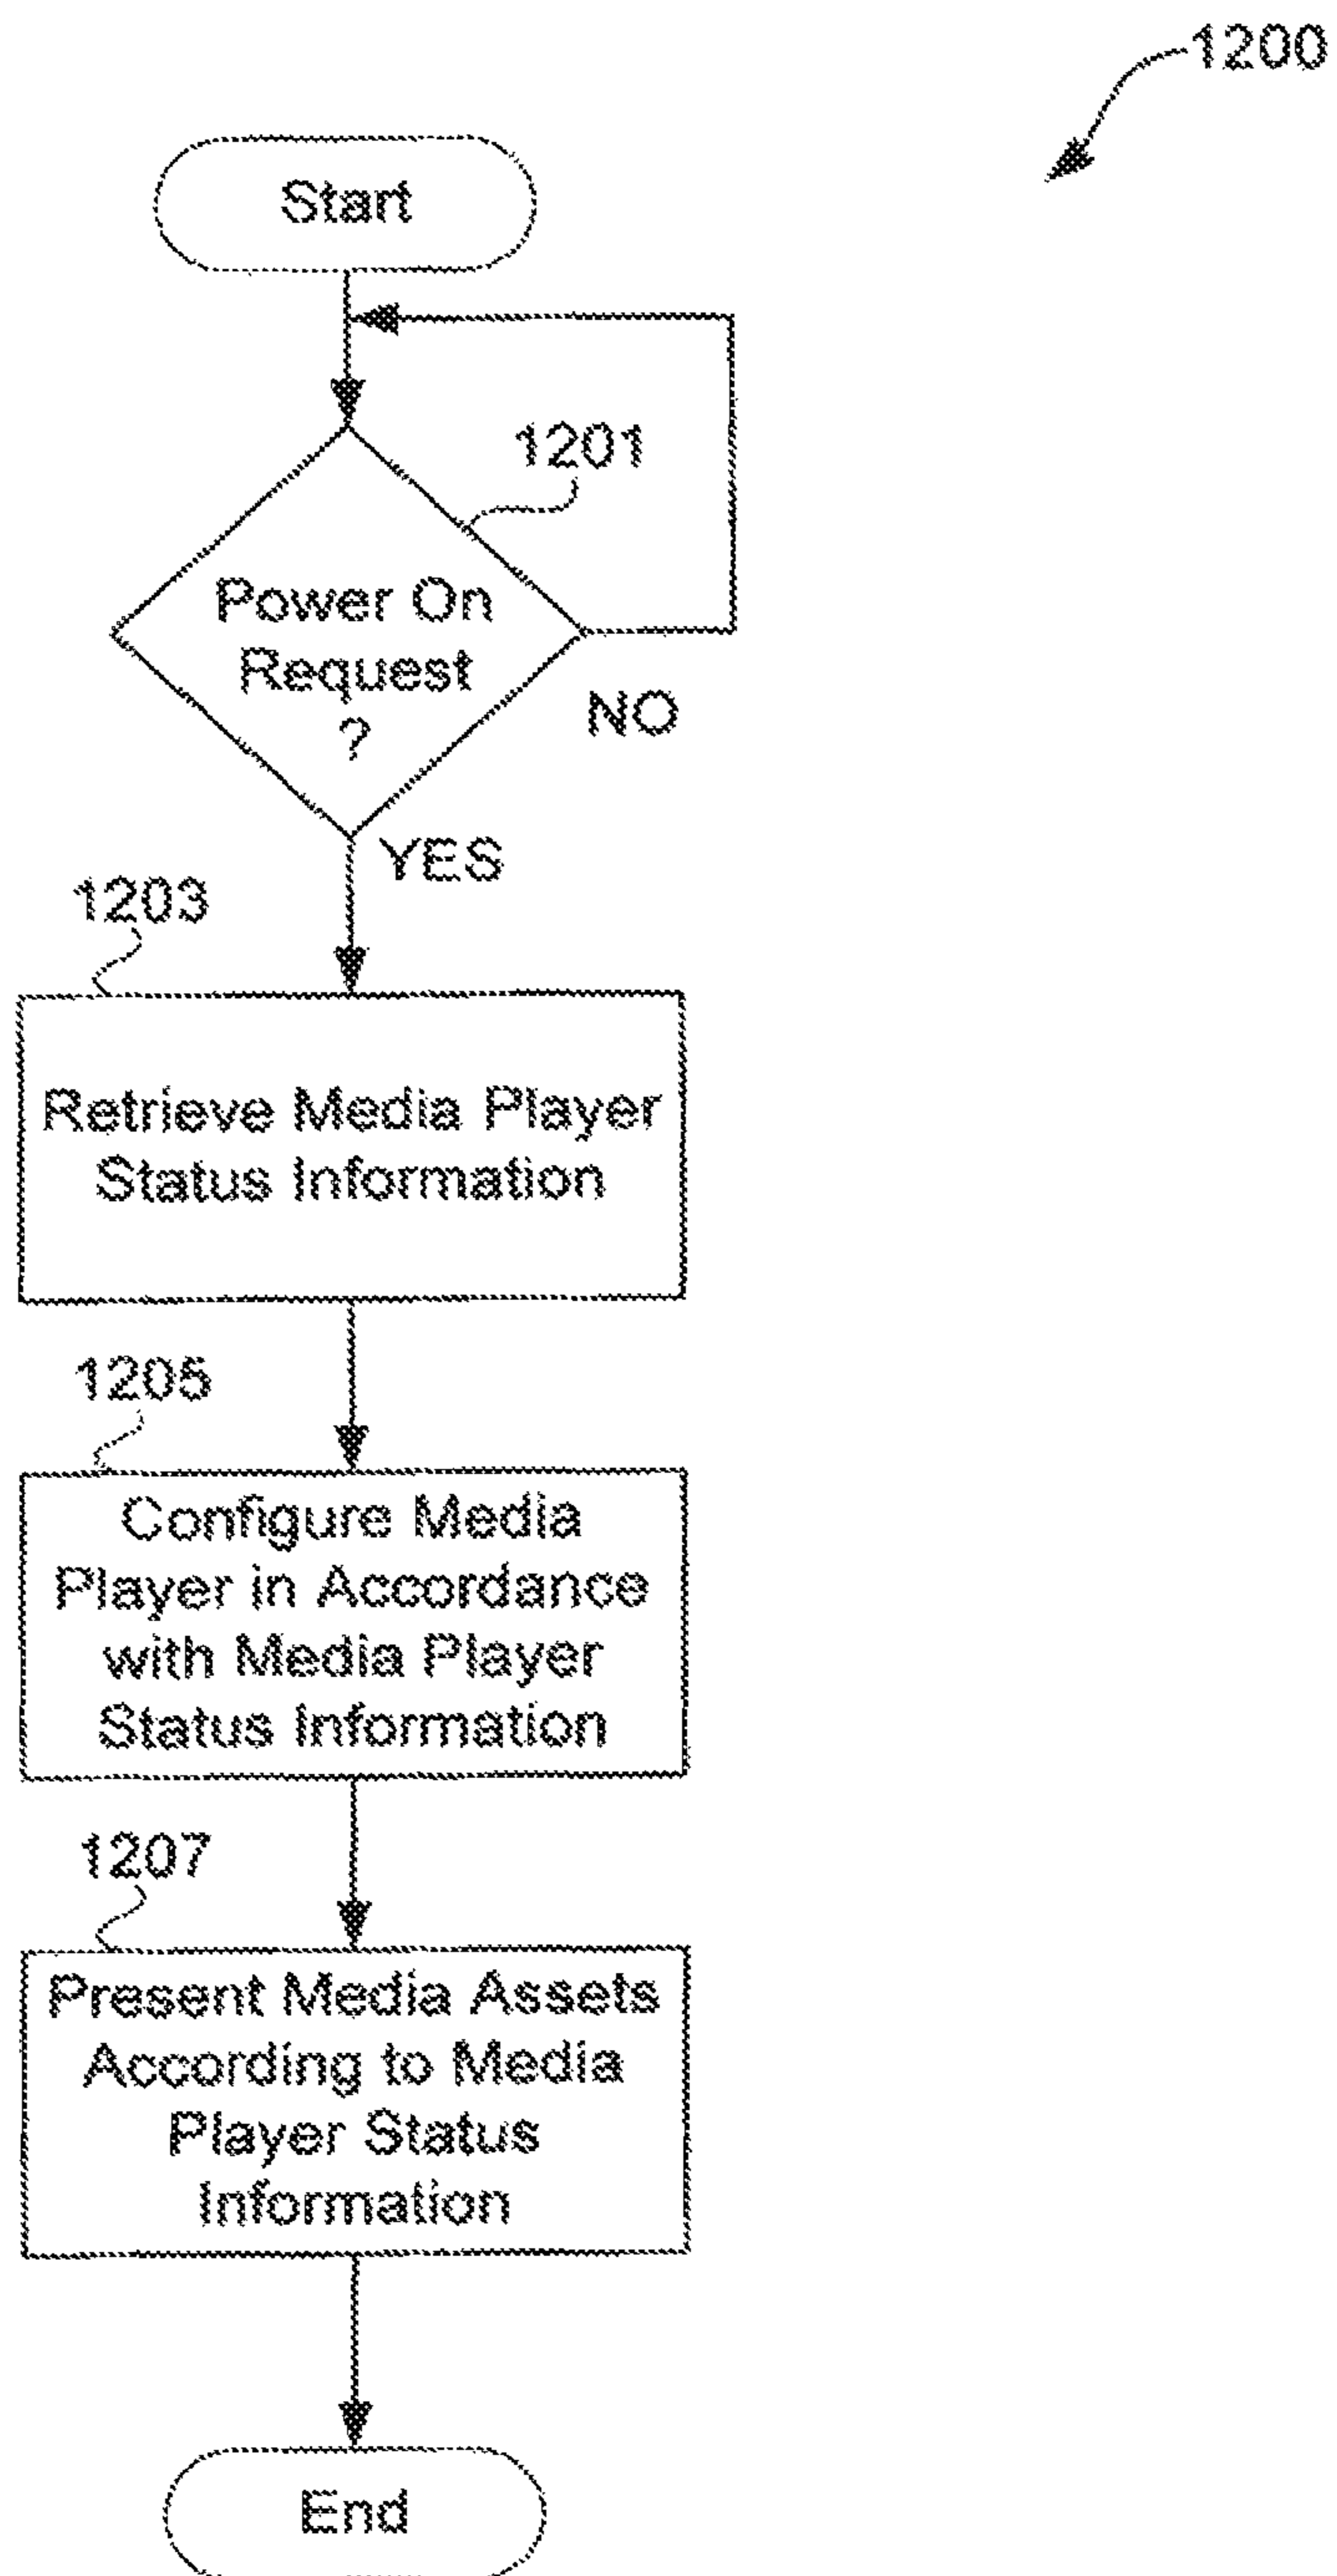 1200
Start
1201
Power On
Request
?
NO
YES
1203
Retrieve Media Player
Status Information
1205
Configure Media
Player in Accordance
with Media Player
Status Information
1207
Present Media Assets
According to Media
Player Status
Information
End